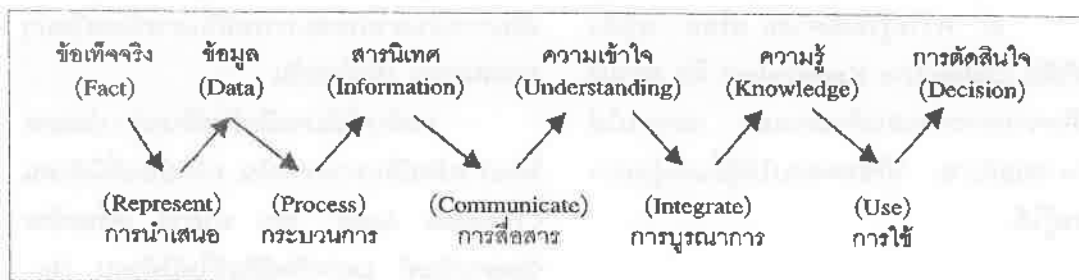 ข้อเท็จจริง ข้อมูล สารนิเทศ ความเข้าใจ ความรู้ การตัดสินใจ
(Fact) (Data) (Information) (Understanding) (Knowledge) (Decision)
(Represent) (Process) (Communicate) (Integrate) (Use)
การนำเสนอ กระบวนการ การสื่อสาร การบูรณาการ การใช้